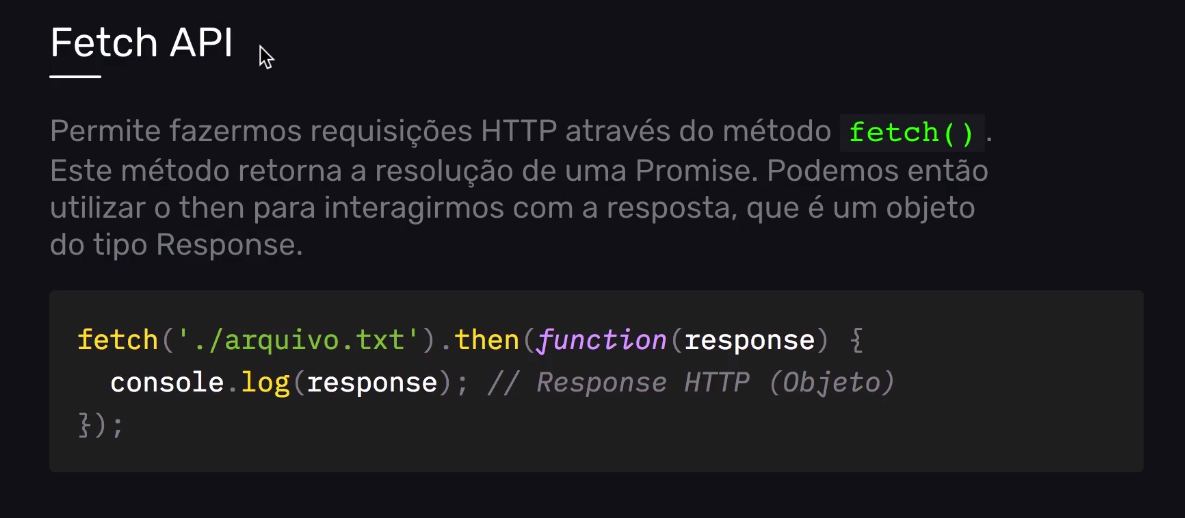 Fetch API
Permite fazermos requisições HTTP através do método fetch().
Este método retorna a resolução de uma Promise. Podemos então
utilizar o then para interagirmos com a resposta, que é um objeto
do tipo Response.
fetch('./arquivo.txt').then(function(response) {
  console.log(response); // Response HTTP (Objeto)
});